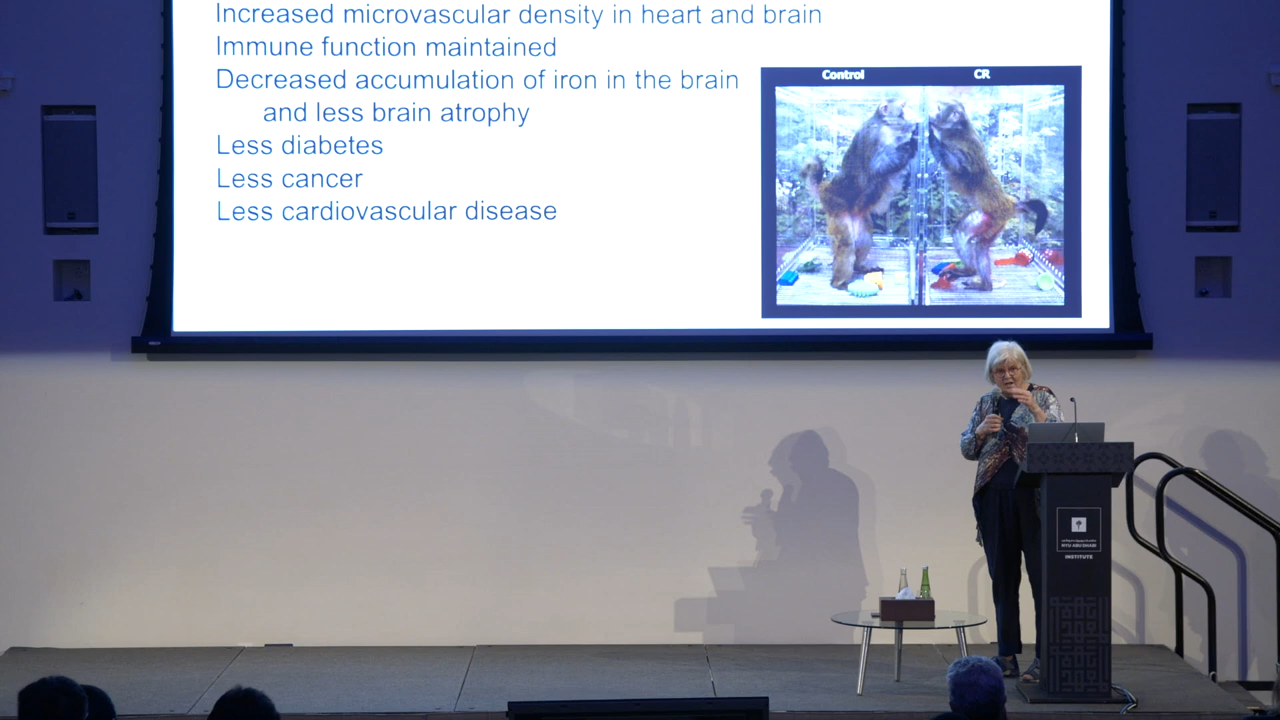 Increased microvascular density in heart and brain
Immune function maintained
Decreased accumulation of iron in the brain
and less brain atrophy
Less diabetes
Less cancer
Less cardiovascular disease
Control CR
NYU ABU DHABI
INSTITUTE